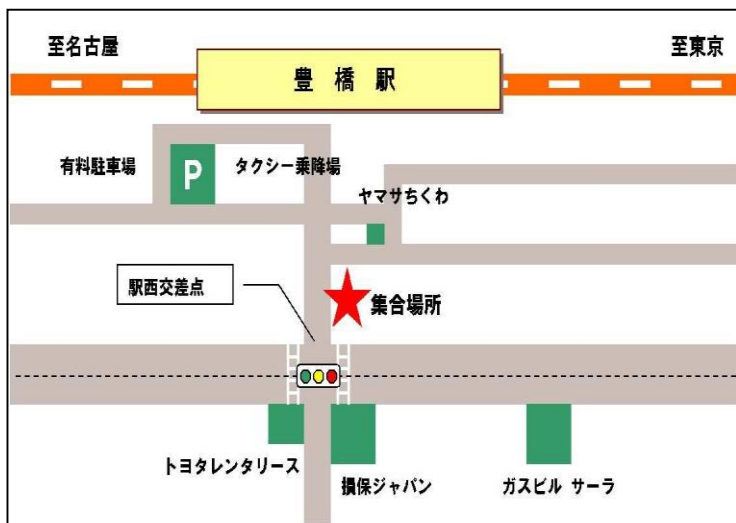 至名古屋
至東京
豊橋駅
有料駐車場
P
タクシー乗降場
ヤマサちくわ
駅西交差点
集合場所
トヨタレンタリース
損保ジャパン
ガスビル サーラ